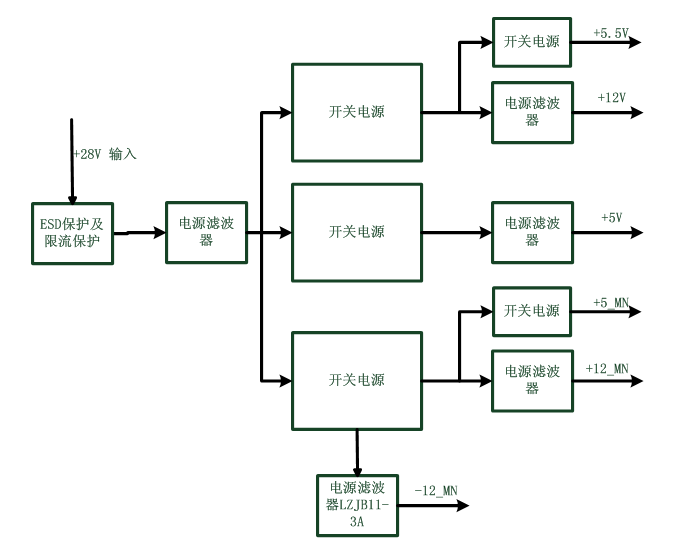 +28V 输入
ESD保护及
限流保护
电源滤波
器
开关电源
开关电源
+5.5V
电源滤波
器
+12V
开关电源
电源滤波
器
+5V
开关电源
开关电源
+5_MN
电源滤波
器
+12_MN
电源滤波
器LZJB11-
3A
-12_MN